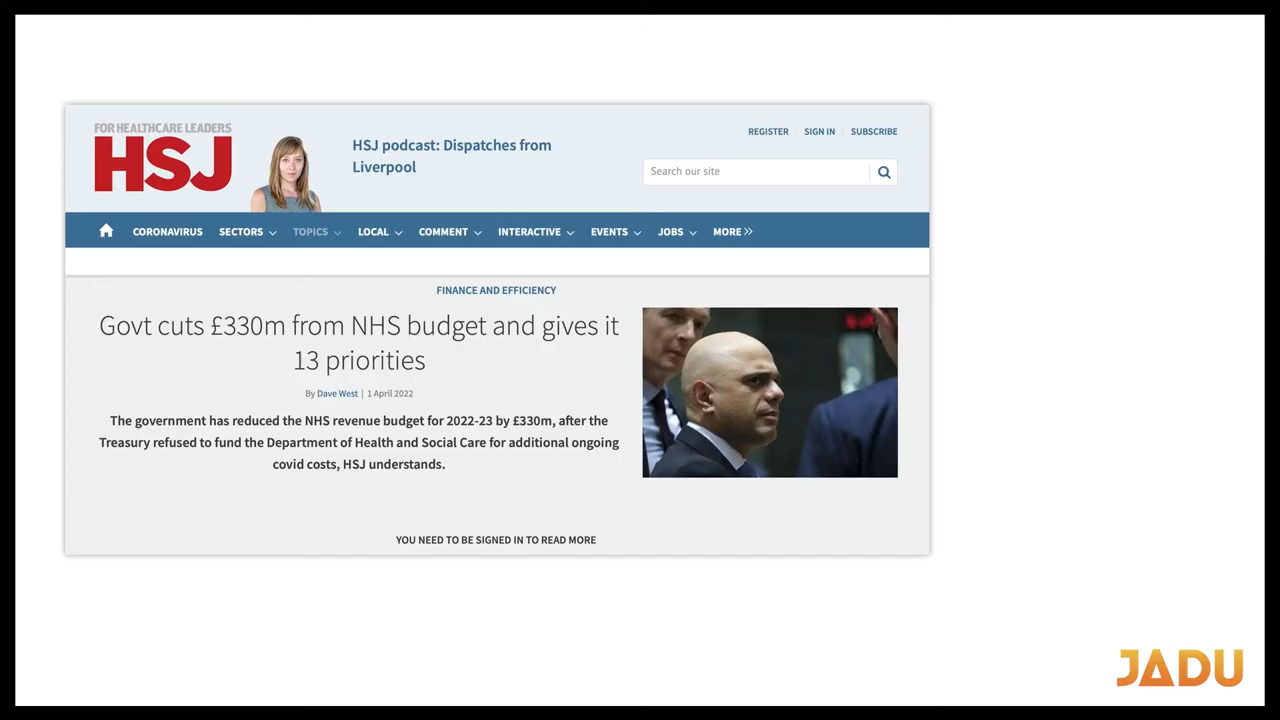 FOR HEALTHCARE LEADERS
HSJ
HSJ podcast: Dispatches from
Liverpool
REGISTER SIGN IN SUBSCRIBE
Search our site
CORONAVIRUS SECTORS TOPICS LOCAL COMMENT INTERACTIVE EVENTS JOBS MORE
FINANCE AND EFFICIENCY
Govt cuts £330m from NHS budget and gives it
13 priorities
By Dave West | 1 April 2022
The government has reduced the NHS revenue budget for 2022-23 by £330m, after the
Treasury refused to fund the Department of Health and Social Care for additional ongoing
covid costs, HSJ understands.
YOU NEED TO BE SIGNED IN TO READ MORE
JADU